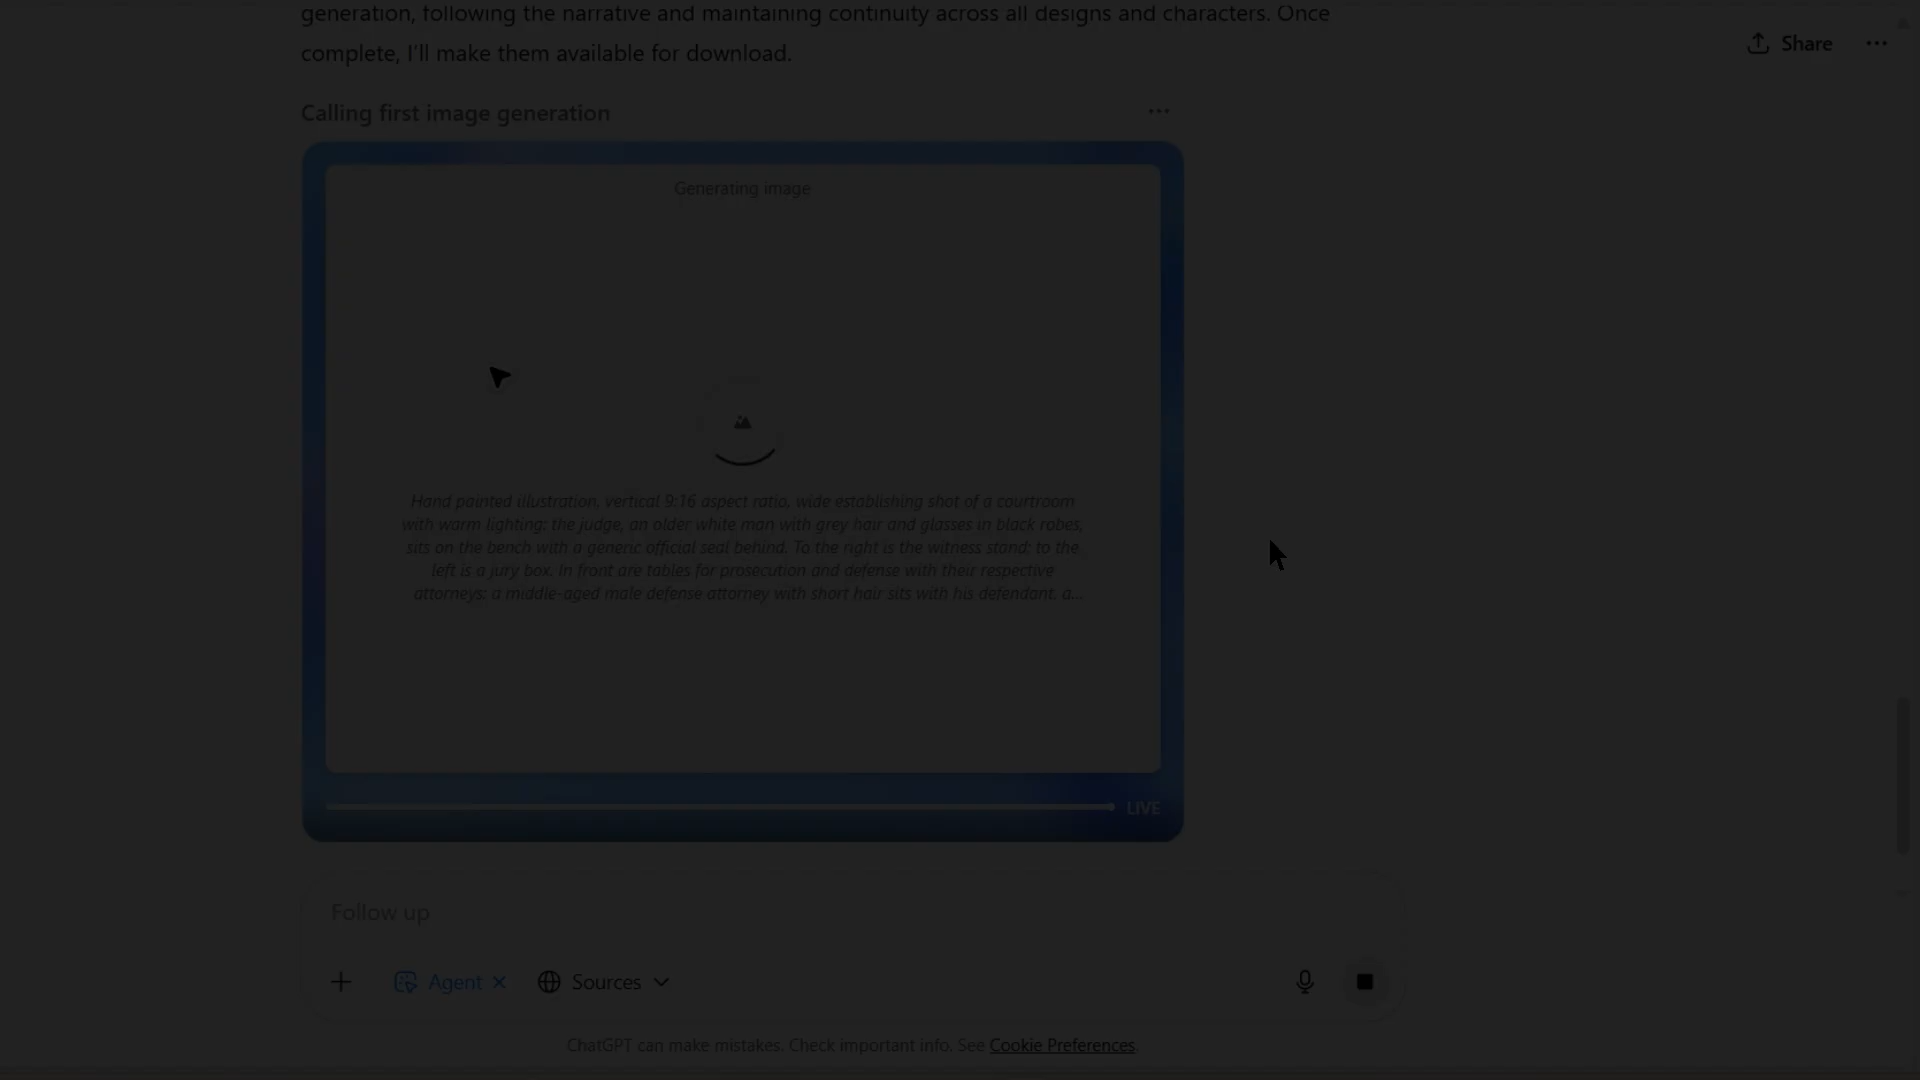 generation, following the narrative and maintaining continuity across all designs and characters. Once
complete, I'll make them available for download.
Share
Calling first image generation
Generating image
Hand painted illustration, vertical 9:16 aspect ratio, wide establishing shot of a courtroom
with warm lighting: the judge, an older white man with grey hair and glasses in black robes,
sits on the bench with a generic official seal behind. To the right is the witness stand; to the
left is a jury box. In front are tables for prosecution and defense with their respective
attorneys: a middle-aged male defense attorney with short hair sits with his defendant, a...
LIVE
Follow up
Agent
Sources
ChatGPT can make mistakes. Check important info. See Cookie Preferences.